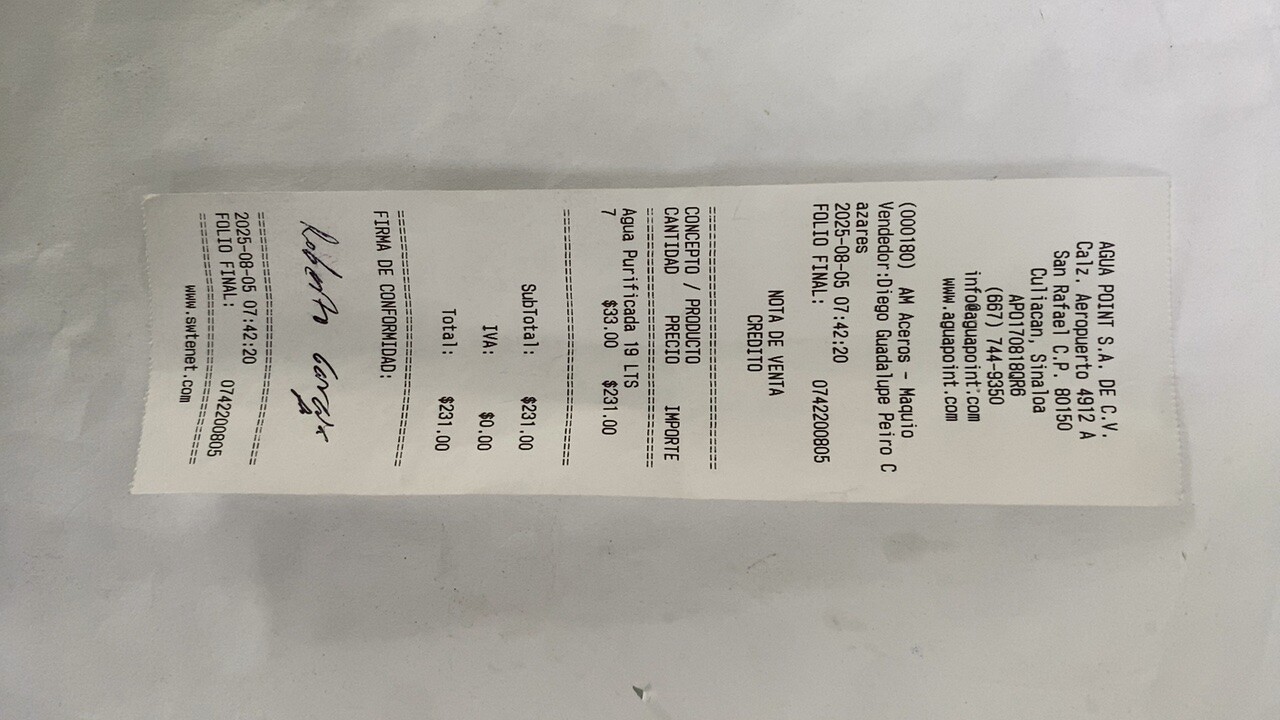 AGUA POINT S.A. DE C.V.
Calz. Aeropuerto 4912 A
San Rafael C.P. 80150
Culiacan, Sinaloa
APO170818QR6
(667) 744-9350
info@aguapoint.com
www.aguapoint.com
(000180) AM Aceros - Maquio
Vendedor:Diego Guadalupe Peiro C
azares
2025-08-05 07:42:20
FOLIO FINAL: 0742200805
NOTA DE VENTA
CREDITO
================================
CONCEPTO / PRODUCTO
CANTIDAD PRECIO IMPORTE
================================
Agua Purificada 19 LTS
7 $33.00 $231.00
================================
SubTotal: $231.00
IVA: $0.00
Total: $231.00
================================
FIRMA DE CONFORMIDAD:
Roberto
================================
2025-08-05 07:42:20
FOLIO FINAL: 0742200805
================================
www.swtenet.com